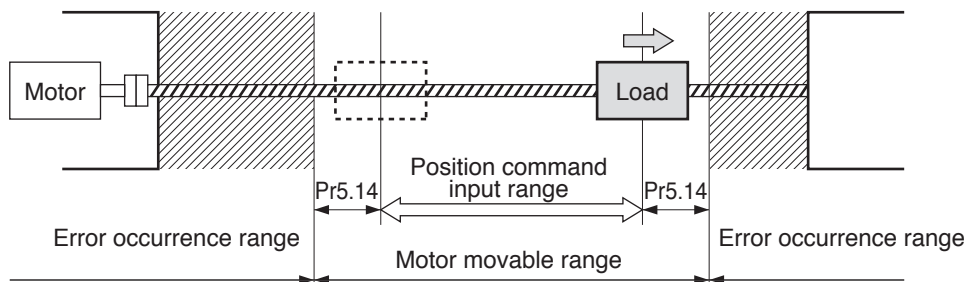 Motor
Load
Position command
input range
Pr5.14
Pr5.14
Error occurrence range
Motor movable range
Error occurrence range